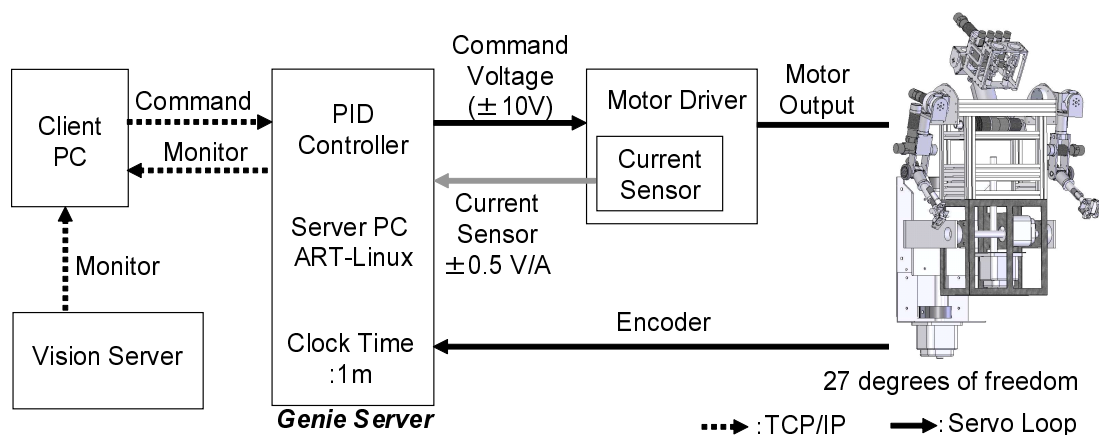 Client
PC
Command
Monitor
Monitor
Vision Server
PID
Controller
Server PC
ART-Linux
Clock Time
:1m
Genie Server
Command
Voltage
(±10V)
Current
Sensor
±0.5 V/A
Motor Driver
Current
Sensor
Motor
Output
Encoder
27 degrees of freedom
:TCP/IP
: Servo Loop